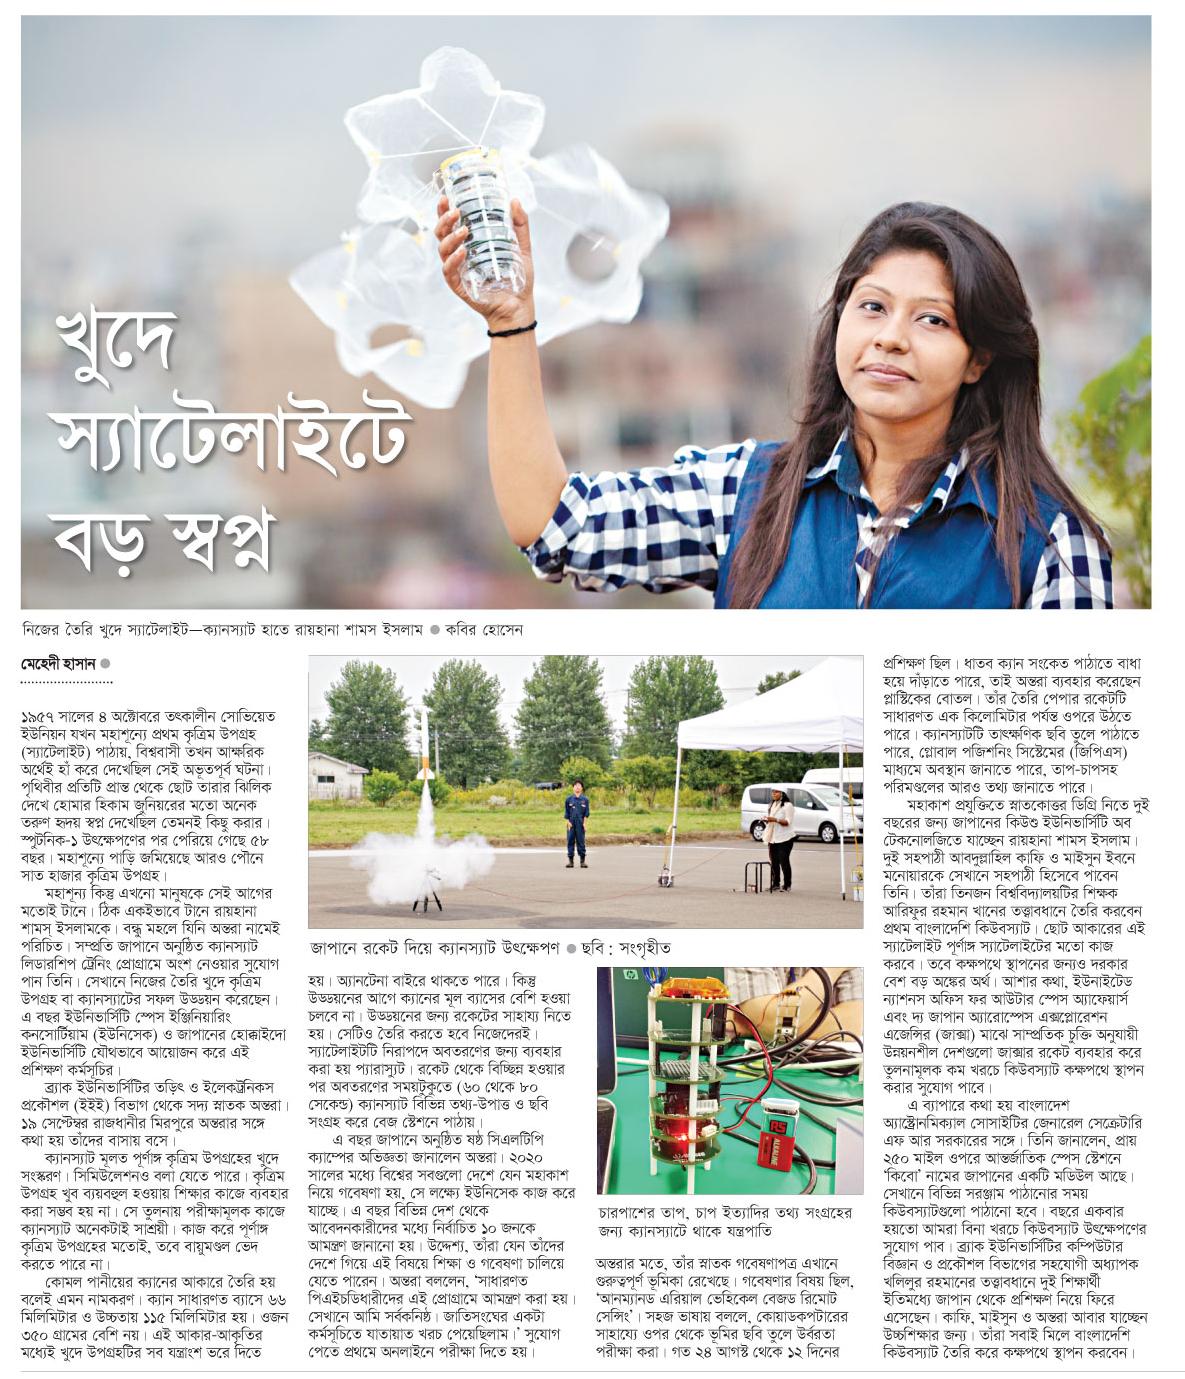 খুদে
স্যাটেলাইটে
বড় স্বপ্ন
নিজের তৈরি খুদে স্যাটেলাইট—ক্যানস্যাট হাতে রায়হানা শামস ইসলাম ● কবির হোসেন
মেহেদী হাসান ●
১৯৫৭ সালের ৪ অক্টোবরে তৎকালীন সোভিয়েত
ইউনিয়ন যখন মহাশূন্যে প্রথম কৃত্রিম উপগ্রহ
(স্যাটেলাইট) পাঠায়, বিশ্ববাসী তখন আক্ষরিক
অর্থেই হাঁ করে দেখেছিল সেই অভূতপূর্ব ঘটনা।
পৃথিবীর প্রতিটি প্রান্ত থেকে ছোট তারার ঝিলিক
দেখে হোমার হিকাম জুনিয়রের মতো অনেক
তরুণ হৃদয় স্বপ্ন দেখেছিল তেমনই কিছু করার।
স্পুটনিক-১ উৎক্ষেপণের পর পেরিয়ে গেছে ৫৮
বছর। মহাশূন্যে পাড়ি জমিয়েছে আরও পৌনে
সাত হাজার কৃত্রিম উপগ্রহ।
মহাশূন্য কিন্তু এখনো মানুষকে সেই আগের
মতোই টানে। ঠিক একইভাবে টানে রায়হানা
শামস্ ইসলামকে। বন্ধু মহলে যিনি অন্তরা নামেই
পরিচিত। সম্প্রতি জাপানে অনুষ্ঠিত ক্যানস্যাট
লিডারশিপ ট্রেনিং প্রোগ্রামে অংশ নেওয়ার সুযোগ
পান তিনি। সেখানে নিজের তৈরি খুদে কৃত্রিম
উপগ্রহ বা ক্যানস্যাটের সফল উড্ডয়ন করেছেন।
এ বছর ইউনিভার্সিটি স্পেস ইঞ্জিনিয়ারিং
কনসোর্টিয়াম (ইউনিসেক) ও জাপানের হোক্কাইদো
ইউনিভার্সিটি যৌথভাবে আয়োজন করে এই
প্রশিক্ষণ কর্মসূচির।
ব্র্যাক ইউনিভার্সিটির তড়িৎ ও ইলেকট্রনিকস
প্রকৌশল (ইইই) বিভাগ থেকে সদ্য স্নাতক অন্তরা।
১৯ সেপ্টেম্বর রাজধানীর মিরপুরে অন্তরার সঙ্গে
কথা হয় তাঁদের বাসায় বসে।
ক্যানস্যাট মূলত পূর্ণাঙ্গ কৃত্রিম উপগ্রহের খুদে
সংস্করণ। সিমিউলেশনও বলা যেতে পারে। কৃত্রিম
উপগ্রহ খুব ব্যয়বহুল হওয়ায় শিক্ষার কাজে ব্যবহার
করা সম্ভব হয় না। সে তুলনায় পরীক্ষামূলক কাজে
ক্যানস্যাট অনেকটাই সাশ্রয়ী। কাজ করে পূর্ণাঙ্গ
কৃত্রিম উপগ্রহের মতোই, তবে বায়ুমণ্ডল ভেদ
করতে পারে না।
কোমল পানীয়ের ক্যানের আকারে তৈরি হয়
বলেই এমন নামকরণ। ক্যান সাধারণত ব্যাসে ৬৬
মিলিমিটার ও উচ্চতায় ১১৫ মিলিমিটার হয়। ওজন
৩৫০ গ্রামের বেশি নয়। এই আকার-আকৃতির
মধ্যেই খুদে উপগ্রহটির সব যন্ত্রাংশ ভরে দিতে
জাপানে রকেট দিয়ে ক্যানস্যাট উৎক্ষেপণ ● ছবি : সংগৃহীত
হয়। অ্যানটেনা বাইরে থাকতে পারে। কিন্তু
উড্ডয়নের আগে ক্যানের মূল ব্যাসের বেশি হওয়া
চলবে না। উড্ডয়নের জন্য রকেটের সাহায্য নিতে
হয়। সেটিও তৈরি করতে হবে নিজেদেরই।
স্যাটেলাইটটি নিরাপদে অবতরণের জন্য ব্যবহার
করা হয় প্যারাস্যুট। রকেট থেকে বিচ্ছিন্ন হওয়ার
পর অবতরণের সময়টুকুতে (৬০ থেকে ৮০
সেকেন্ড) ক্যানস্যাট বিভিন্ন তথ্য-উপাত্ত ও ছবি
সংগ্রহ করে বেজ স্টেশনে পাঠায়।
এ বছর জাপানে অনুষ্ঠিত ষষ্ঠ সিএলটিপি
ক্যাম্পের অভিজ্ঞতা জানালেন অন্তরা। ২০২০
সালের মধ্যে বিশ্বের সবগুলো দেশে যেন মহাকাশ
নিয়ে গবেষণা হয়, সে লক্ষ্যে ইউনিসেক কাজ করে
যাচ্ছে। এ বছর বিভিন্ন দেশ থেকে
আবেদনকারীদের মধ্যে নির্বাচিত ১০ জনকে
আমন্ত্রণ জানানো হয়। উদ্দেশ্য, তাঁরা যেন তাঁদের
দেশে গিয়ে এই বিষয়ে শিক্ষা ও গবেষণা চালিয়ে
যেতে পারেন। অন্তরা বললেন, ‘সাধারণত
পিএইচডিধারীদের এই প্রোগ্রামে আমন্ত্রণ করা হয়।
সেখানে আমি সর্বকনিষ্ঠ। জাতিসংঘের একটা
কর্মসূচিতে যাতায়াত খরচ পেয়েছিলাম।’ সুযোগ
পেতে প্রথমে অনলাইনে পরীক্ষা দিতে হয়।
চারপাশের তাপ, চাপ ইত্যাদির তথ্য সংগ্রহের
জন্য ক্যানস্যাটে থাকে যন্ত্রপাতি
অন্তরার মতে, তাঁর স্নাতক গবেষণাপত্র এখানে
গুরুত্বপূর্ণ ভূমিকা রেখেছে। গবেষণার বিষয় ছিল,
‘আনম্যানড এরিয়াল ভেহিকেল বেজড রিমোট
সেন্সিং’। সহজ ভাষায় বললে, কোয়াডকপটারের
সাহায্যে ওপর থেকে ভূমির ছবি তুলে উর্বরতা
পরীক্ষা করা। গত ২৪ আগস্ট থেকে ১২ দিনের
প্রশিক্ষণ ছিল। ধাতব ক্যান সংকেত পাঠাতে বাধা
হয়ে দাঁড়াতে পারে, তাই অন্তরা ব্যবহার করেছেন
প্লাস্টিকের বোতল। তাঁর তৈরি পেপার রকেটটি
সাধারণত এক কিলোমিটার পর্যন্ত ওপরে উঠতে
পারে। ক্যানস্যাটটি তাৎক্ষণিক ছবি তুলে পাঠাতে
পারে, গ্লোবাল পজিশনিং সিস্টেমের (জিপিএস)
মাধ্যমে অবস্থান জানাতে পারে, তাপ-চাপসহ
পরিমণ্ডলের আরও তথ্য জানাতে পারে।
মহাকাশ প্রযুক্তিতে স্নাতকোত্তর ডিগ্রি নিতে দুই
বছরের জন্য জাপানের কিউশু ইউনিভার্সিটি অব
টেকনোলজিতে যাচ্ছেন রায়হানা শামস ইসলাম।
দুই সহপাঠী আবদুল্লাহিল কাফি ও মাইসুন ইবনে
মনোয়ারকে সেখানে সহপাঠী হিসেবে পাবেন
তিনি। তাঁরা তিনজন বিশ্ববিদ্যালয়টির শিক্ষক
আরিফুর রহমান খানের তত্ত্বাবধানে তৈরি করবেন
প্রথম বাংলাদেশি কিউবস্যাট। ছোট আকারের এই
স্যাটেলাইট পূর্ণাঙ্গ স্যাটেলাইটের মতো কাজ
করবে। তবে কক্ষপথে স্থাপনের জন্যও দরকার
বেশ বড় অঙ্কের অর্থ। আশার কথা, ইউনাইটেড
ন্যাশনস অফিস ফর আউটার স্পেস অ্যাফেয়ার্স
এবং দ্য জাপান অ্যারোস্পেস এক্সপ্লোরেশন
এজেন্সির (জাক্সা) মাঝে সাম্প্রতিক চুক্তি অনুযায়ী
উন্নয়নশীল দেশগুলো জাক্সার রকেট ব্যবহার করে
তুলনামূলক কম খরচে কিউবস্যাট কক্ষপথে স্থাপন
করার সুযোগ পাবে।
এ ব্যাপারে কথা হয় বাংলাদেশ
অ্যাস্ট্রোনমিক্যাল সোসাইটির জেনারেল সেক্রেটারি
এফ আর সরকারের সঙ্গে। তিনি জানালেন, প্রায়
২৫০ মাইল ওপরে আন্তর্জাতিক স্পেস স্টেশনে
‘কিবো’ নামের জাপানের একটি মডিউল আছে।
সেখানে বিভিন্ন সরঞ্জাম পাঠানোর সময়
কিউবস্যাটগুলো পাঠানো হবে। বছরে একবার
হয়তো আমরা বিনা খরচে কিউবস্যাট উৎক্ষেপণের
সুযোগ পাব। ব্র্যাক ইউনিভার্সিটির কম্পিউটার
বিজ্ঞান ও প্রকৌশল বিভাগের সহযোগী অধ্যাপক
খলিলুর রহমানের তত্ত্বাবধানে দুই শিক্ষার্থী
ইতিমধ্যে জাপান থেকে প্রশিক্ষণ নিয়ে ফিরে
এসেছেন। কাফি, মাইসুন ও অন্তরা আবার যাচ্ছেন
উচ্চশিক্ষার জন্য। তাঁরা সবাই মিলে বাংলাদেশি
কিউবস্যাট তৈরি করে কক্ষপথে স্থাপন করবেন।